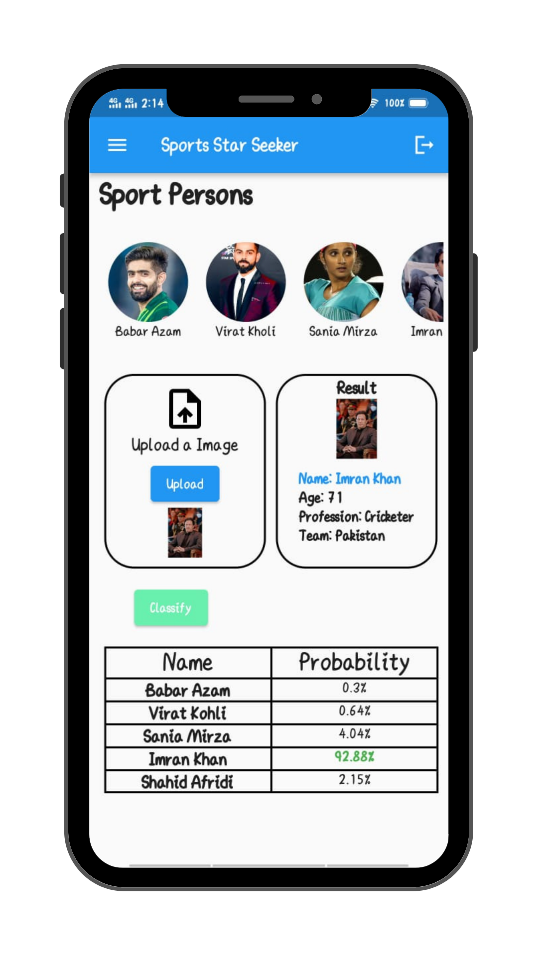 4G 4G 2:14 100%
Sports Star Seeker
Sport Persons
Babar Azam Virat Kholi Sania Mirza Imran
Upload a Image
Upload
Result
Name: Imran Khan
Age: 71
Profession: Cricketer
Team: Pakistan
Classify
Name Probability
Babar Azam 0.3%
Virat Kohli 0.64%
Sania Mirza 4.04%
Imran Khan 92.88%
Shahid Afridi 2.15%